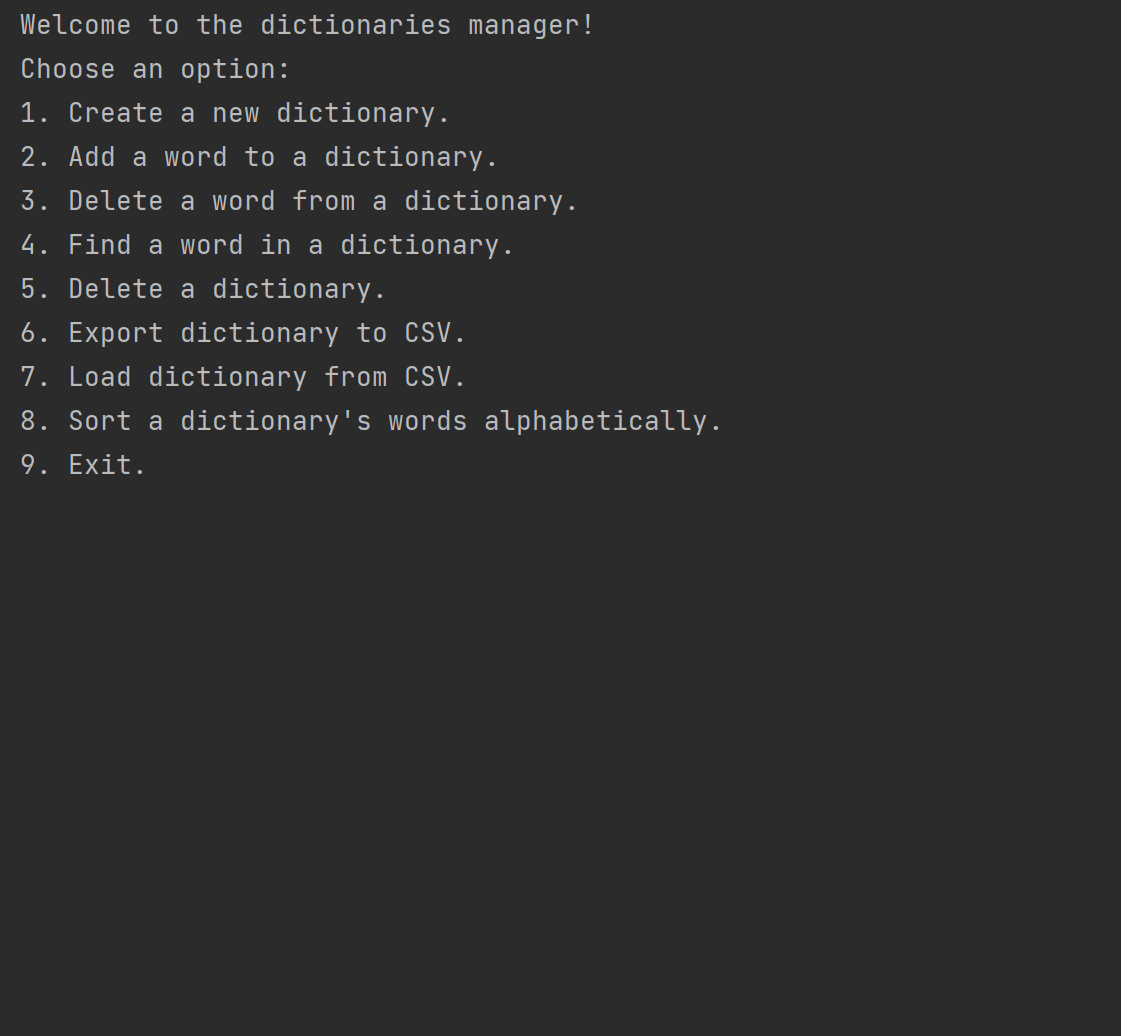 Welcome to the dictionaries manager!
Choose an option:
1. Create a new dictionary.
2. Add a word to a dictionary.
3. Delete a word from a dictionary.
4. Find a word in a dictionary.
5. Delete a dictionary.
6. Export dictionary to CSV.
7. Load dictionary from CSV.
8. Sort a dictionary's words alphabetically.
9. Exit.